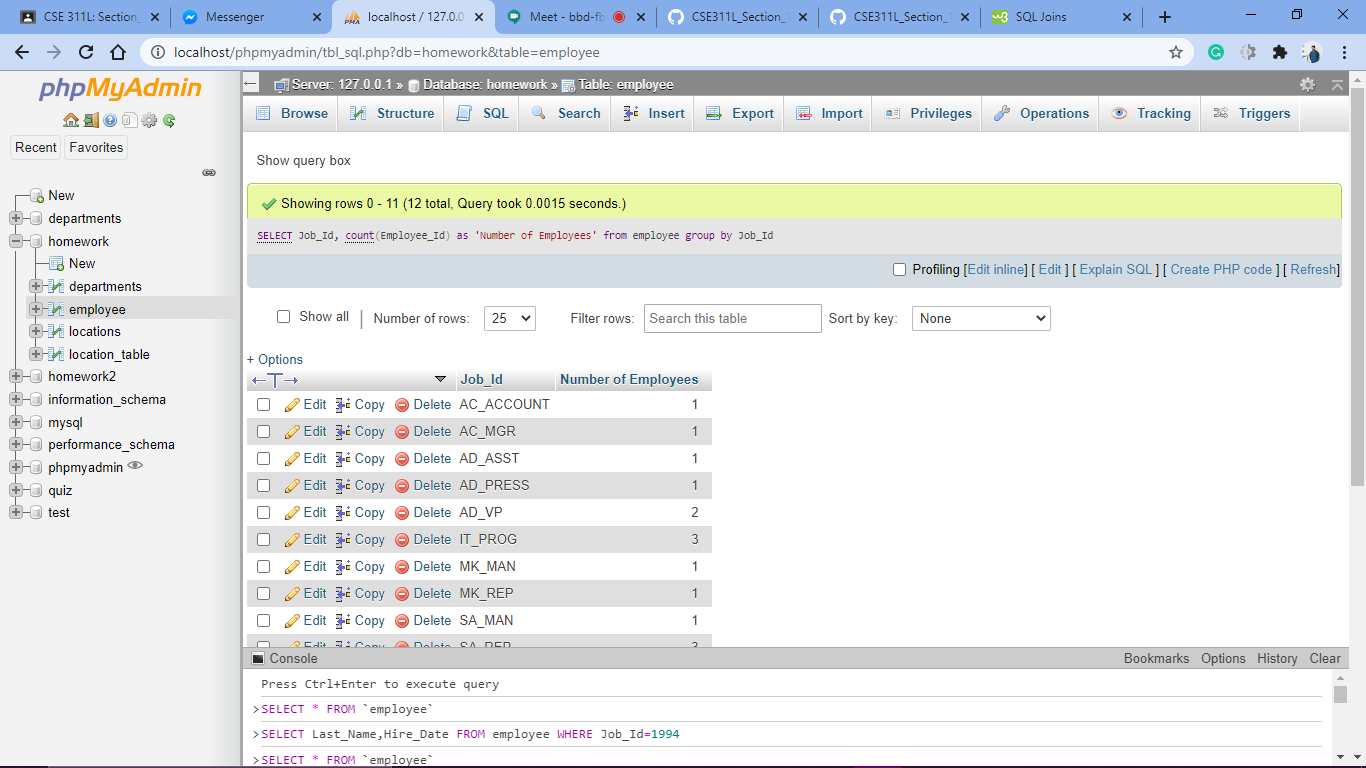 CSE 311L: Section_
Messenger
localhost / 127.0.0
Meet - bbd-fb
CSE311L_Section_
CSE311L_Section_
SQL Joins
localhost/phpmyadmin/tbl_sql.php?db=homework&table=employee
phpMyAdmin
Recent Favorites
New
departments
homework
New
departments
employee
locations
location_table
homework2
information_schema
mysql
performance_schema
phpmyadmin
quiz
test
Server: 127.0.0.1 » Database: homework » Table: employee
Browse Structure SQL Search Insert Export Import Privileges Operations Tracking Triggers
Show query box
Showing rows 0 - 11 (12 total, Query took 0.0015 seconds.)
SELECT Job_Id, count(Employee_Id) as 'Number of Employees' from employee group by Job_Id
Profiling [Edit inline] [ Edit ] [ Explain SQL ] [ Create PHP code ] [ Refresh]
Show all | Number of rows: 25 Filter rows: Search this table Sort by key: None
+ Options
←T→ Job_Id Number of Employees
Edit Copy Delete AC_ACCOUNT 1
Edit Copy Delete AC_MGR 1
Edit Copy Delete AD_ASST 1
Edit Copy Delete AD_PRESS 1
Edit Copy Delete AD_VP 2
Edit Copy Delete IT_PROG 3
Edit Copy Delete MK_MAN 1
Edit Copy Delete MK_REP 1
Edit Copy Delete SA_MAN 1
Edit Copy Delete SA_REP 3
Console Bookmarks Options History Clear
Press Ctrl+Enter to execute query
>SELECT * FROM `employee`
>SELECT Last_Name,Hire_Date FROM employee WHERE Job_Id=1994
>SELECT * FROM `employee`